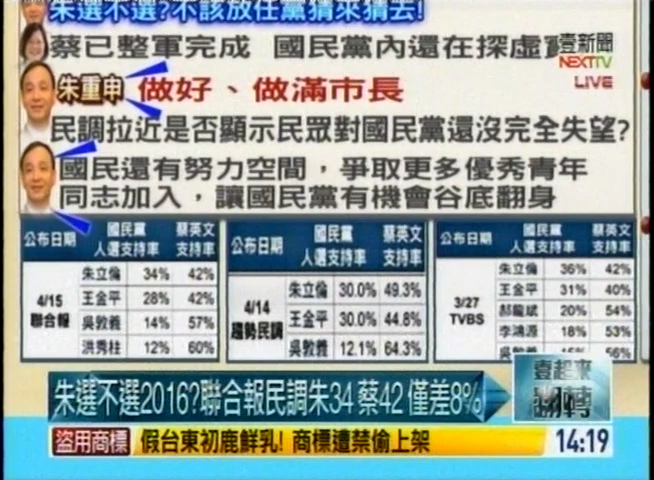 朱選不選?不該放任黨猜來猜去!
蔡已整軍完成 國民黨內還在探虛實
壹新聞
NEXTTV
LIVE
朱重申 做好、做滿市長
民調拉近是否顯示民眾對國民黨還沒完全失望?
國民還有努力空間,爭取更多優秀青年
同志加入,讓國民黨有機會谷底翻身
公布日期 國民黨人選支持率 蔡英文支持率
4/15 聯合報
朱立倫 34% 42%
王金平 28% 42%
吳敦義 14% 57%
洪秀柱 12% 60%
公布日期 國民黨人選支持率 蔡英文支持率
4/14 趨勢民調
朱立倫 30.0% 49.3%
王金平 30.0% 44.8%
吳敦義 12.1% 64.3%
公布日期 國民黨人選支持率 蔡英文支持率
3/27 TVBS
朱立倫 36% 42%
王金平 31% 40%
郝龍斌 20% 54%
李鴻源 18% 53%
吳敦義 15% 56%
朱選不選2016?聯合報民調朱34 蔡42 僅差8%
壹起來
翻轉
盜用商標 假台東初鹿鮮乳! 商標遭禁偷上架
14:19